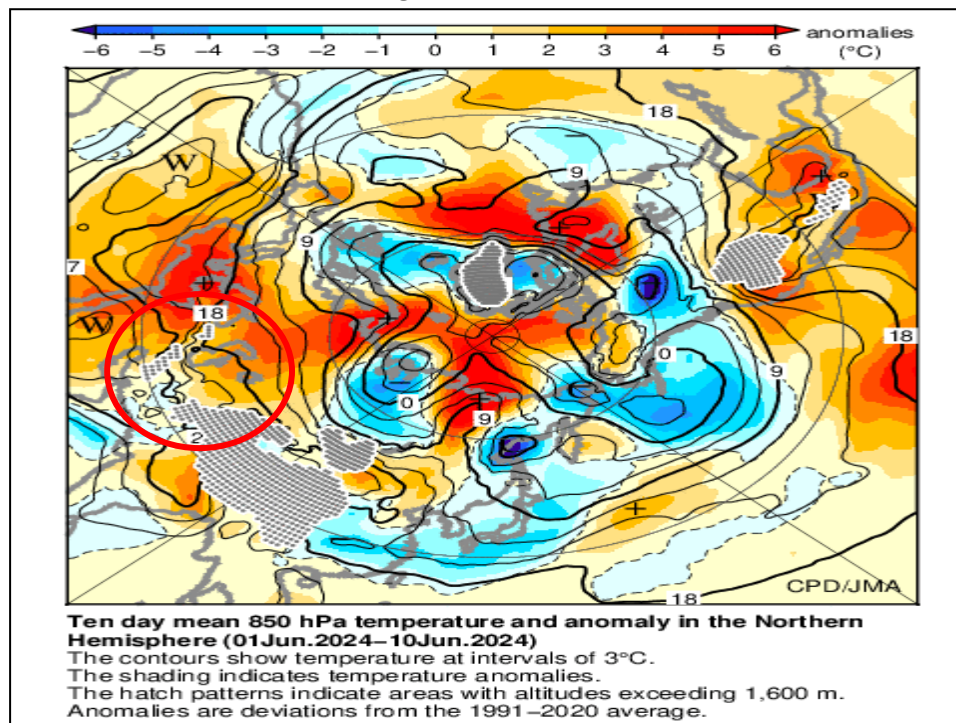 anomalies
−6 −5 −4 −3 −2 −1 0 1 2 3 4 5 6 (°C)
18
W
9
9
0
7
18
W
18
0
9
0
9
2
CPD/JMA
18
Ten day mean 850 hPa temperature and anomaly in the Northern
Hemisphere (01Jun.2024−10Jun.2024)
The contours show temperature at intervals of 3°C.
The shading indicates temperature anomalies.
The hatch patterns indicate areas with altitudes exceeding 1,600 m.
Anomalies are deviations from the 1991−2020 average.